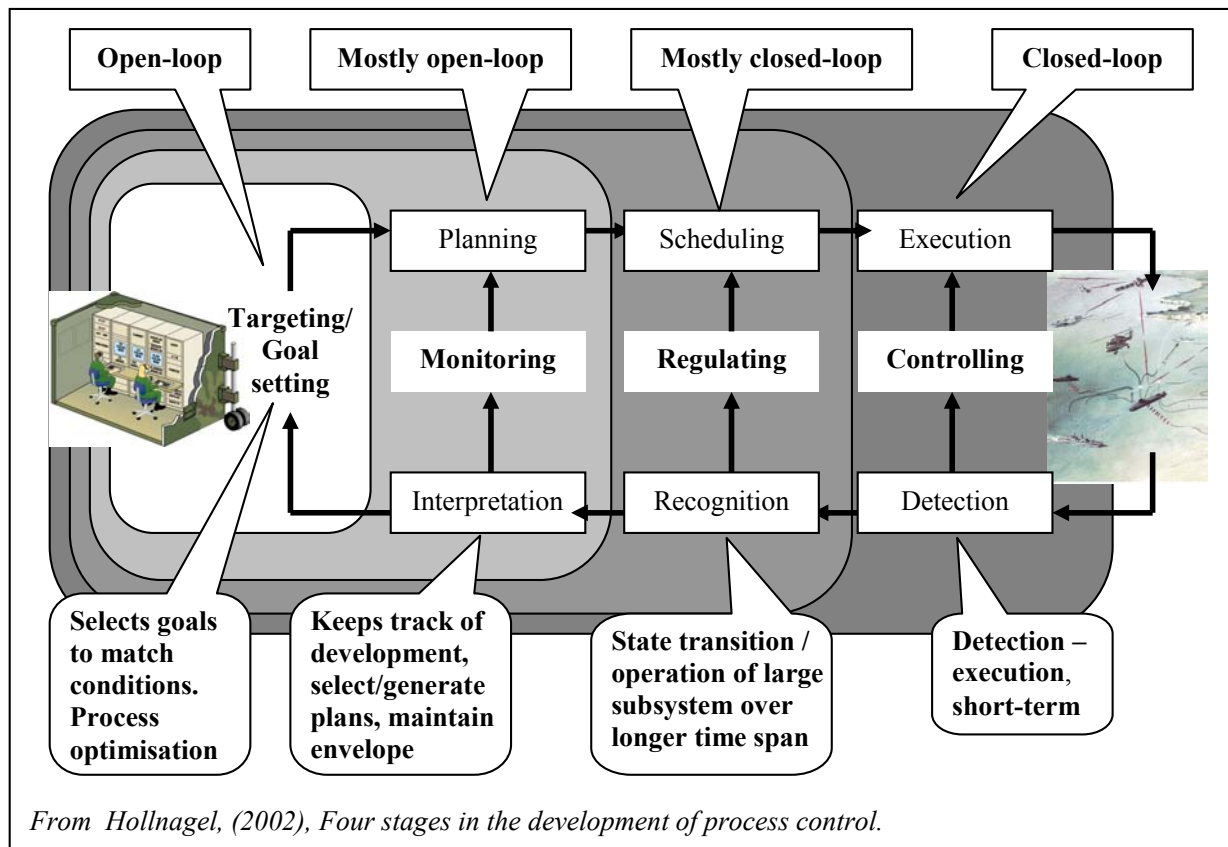 Open-loop
Mostly open-loop
Mostly closed-loop
Closed-loop
Planning
Scheduling
Execution
Targeting/
Goal
setting
Monitoring
Regulating
Controlling
Interpretation
Recognition
Detection
Selects goals
to match
conditions.
Process
optimisation
Keeps track of
development,
select/generate
plans, maintain
envelope
State transition /
operation of large
subsystem over
longer time span
Detection –
execution,
short-term
From Hollnagel, (2002), Four stages in the development of process control.